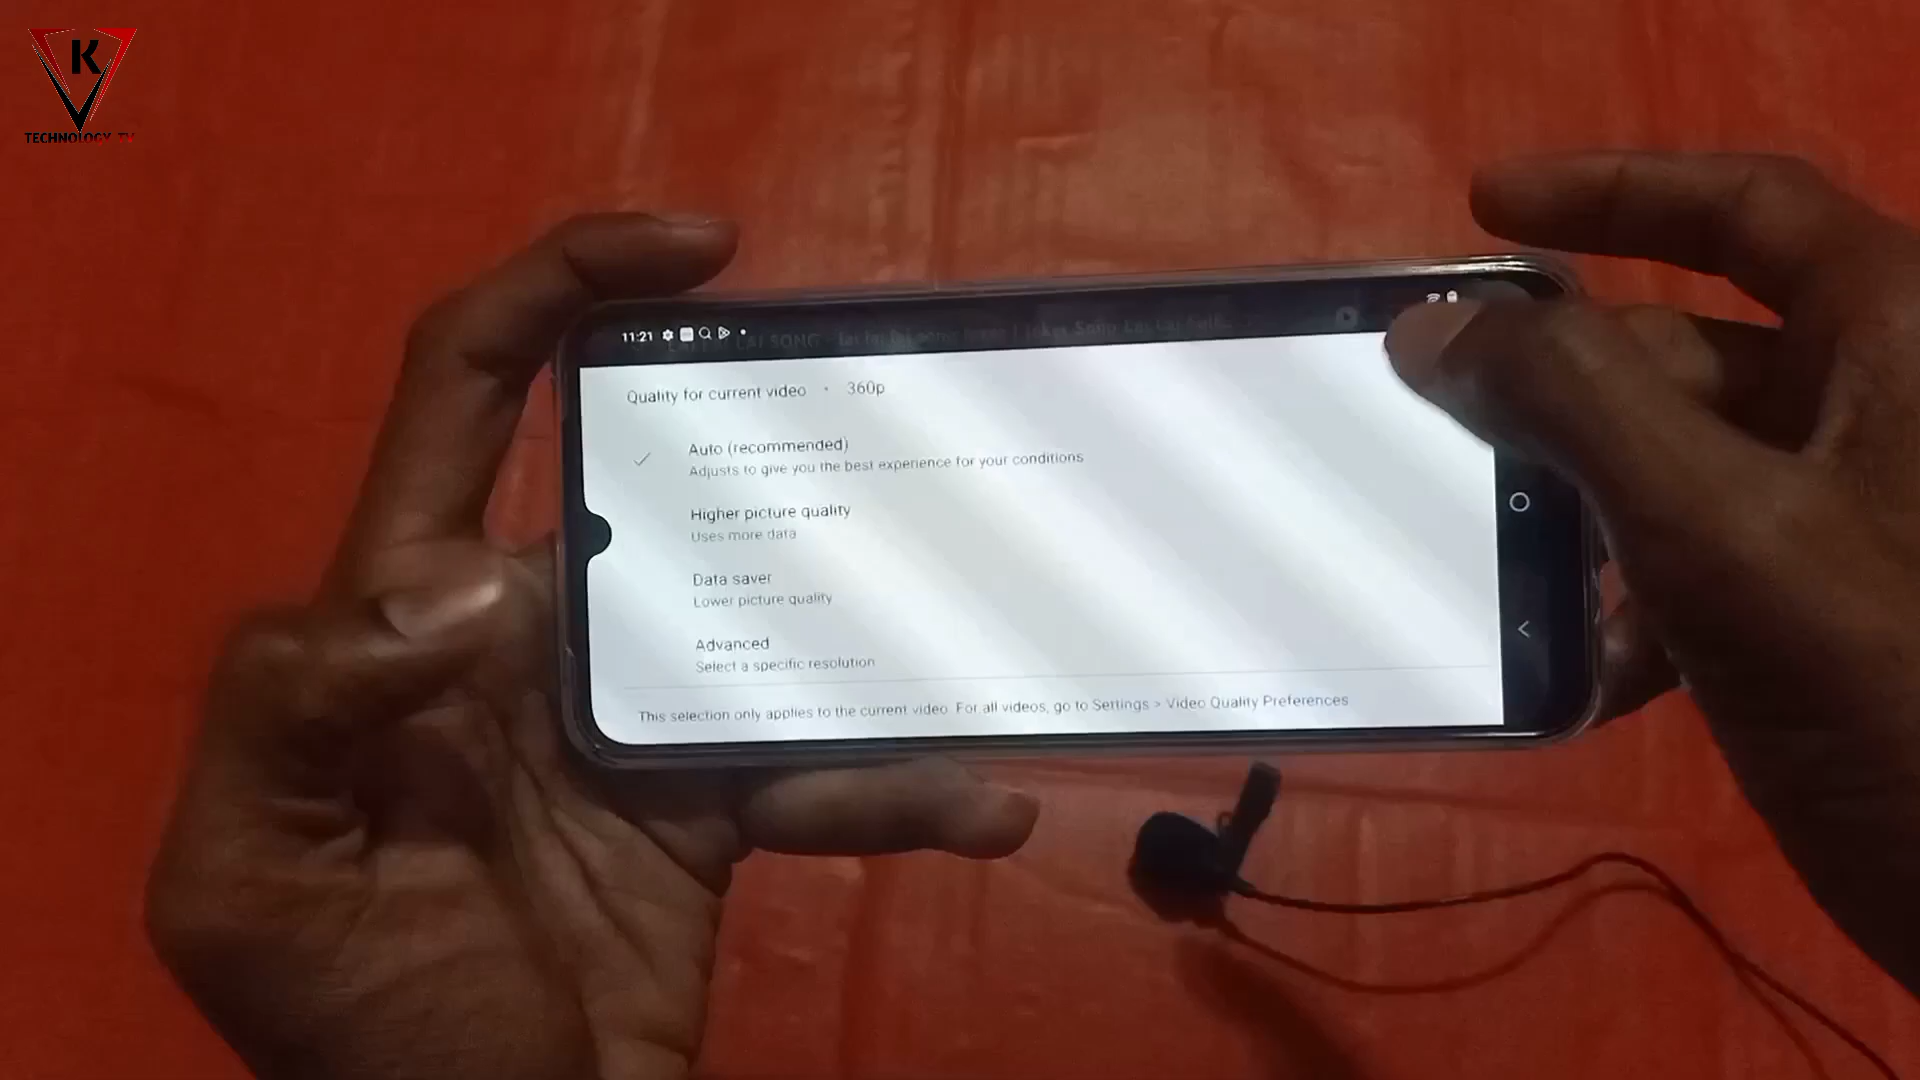 K
TECHNOLOGY TV
11:21
LAI SONG
Quality for current video • 360p
Auto (recommended)
Adjusts to give you the best experience for your conditions
Higher picture quality
Uses more data
Data saver
Lower picture quality
Advanced
Select a specific resolution
This selection only applies to the current video. For all videos, go to Settings > Video Quality Preferences